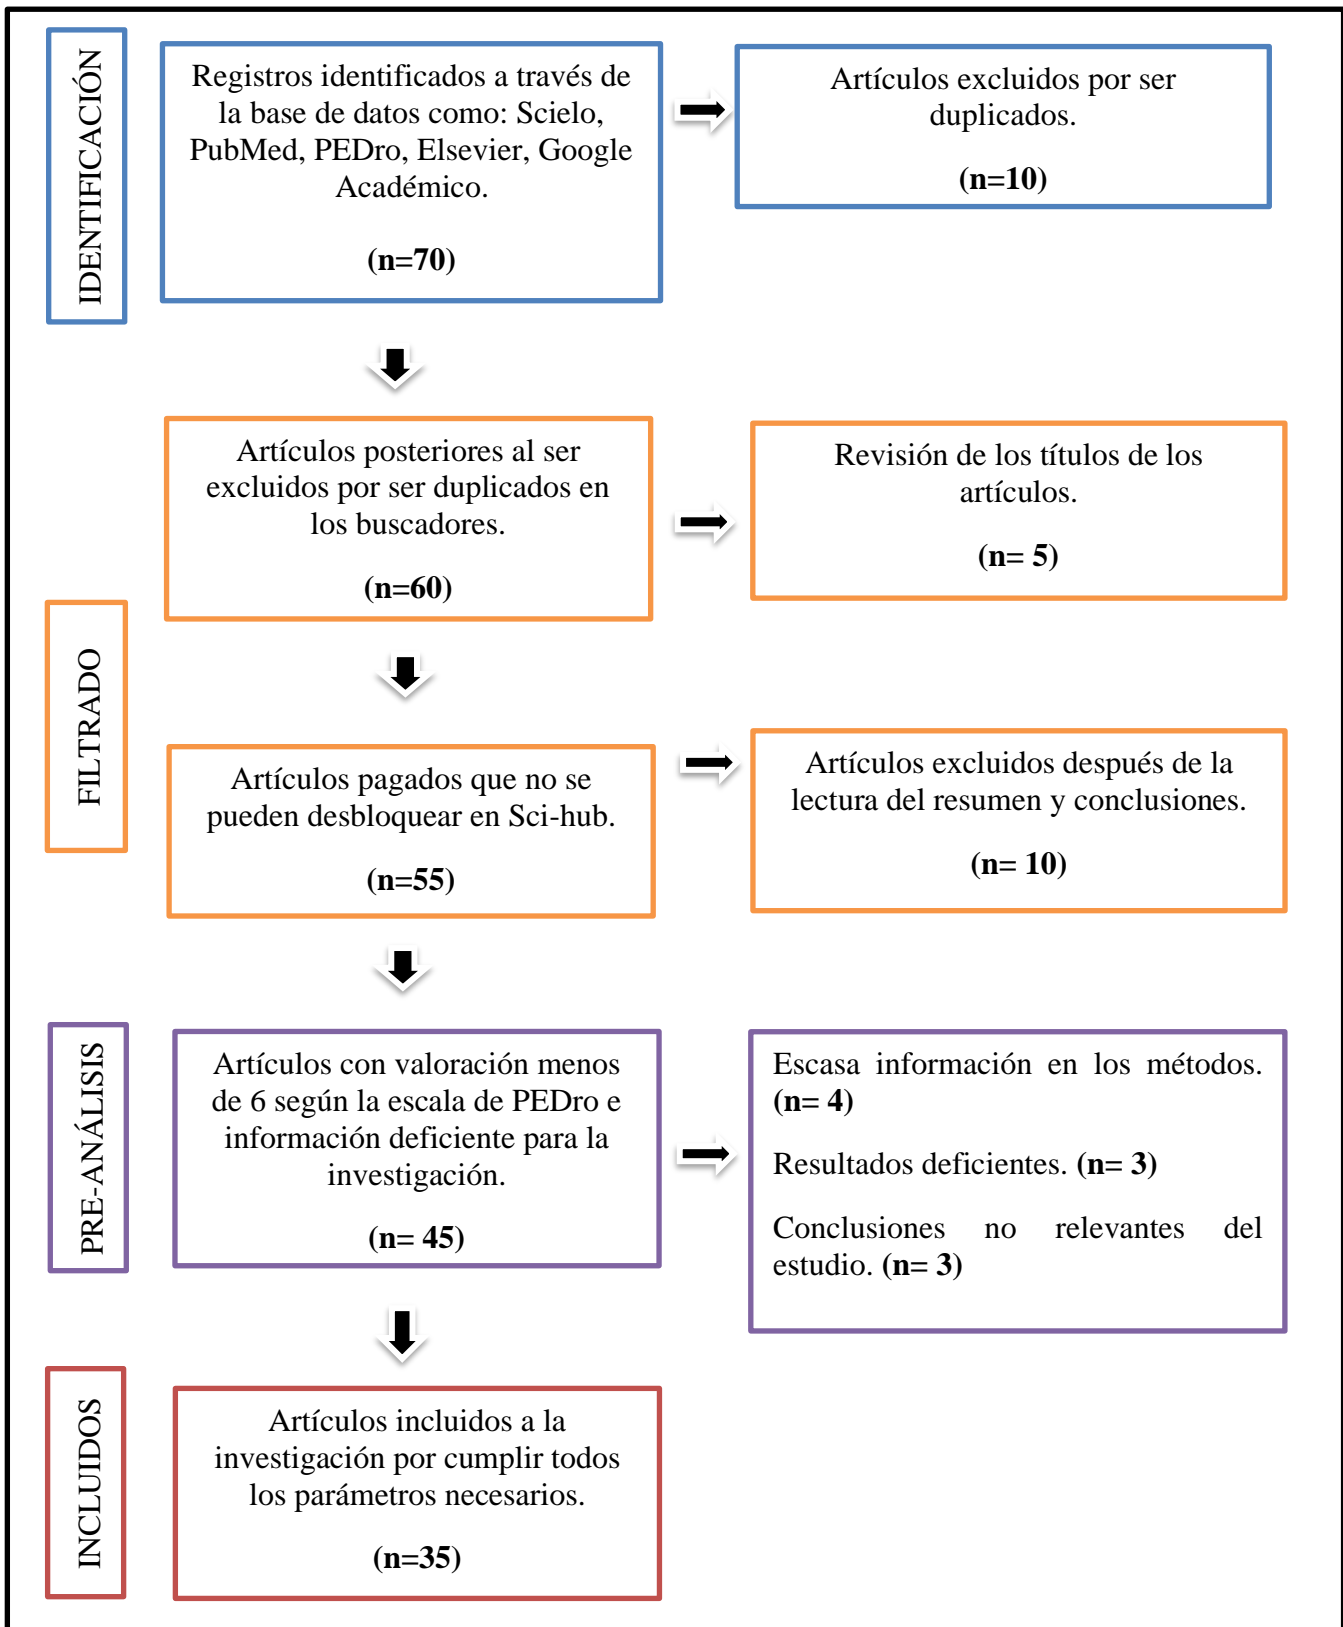 IDENTIFICACIÓN
Registros identificados a través de
la base de datos como: Scielo,
PubMed, PEDro, Elsevier, Google
Académico.
(n=70)
Artículos excluidos por ser
duplicados.
(n=10)
FILTRADO
Artículos posteriores al ser
excluidos por ser duplicados en
los buscadores.
(n=60)
Revisión de los títulos de los
artículos.
(n= 5)
Artículos pagados que no se
pueden desbloquear en Sci-hub.
(n=55)
Artículos excluidos después de la
lectura del resumen y conclusiones.
(n= 10)
PRE-ANÁLISIS
Artículos con valoración menos
de 6 según la escala de PEDro e
información deficiente para la
investigación.
(n= 45)
Escasa información en los métodos.
(n= 4)
Resultados deficientes. (n= 3)
Conclusiones no relevantes del
estudio. (n= 3)
INCLUIDOS
Artículos incluidos a la
investigación por cumplir todos
los parámetros necesarios.
(n=35)